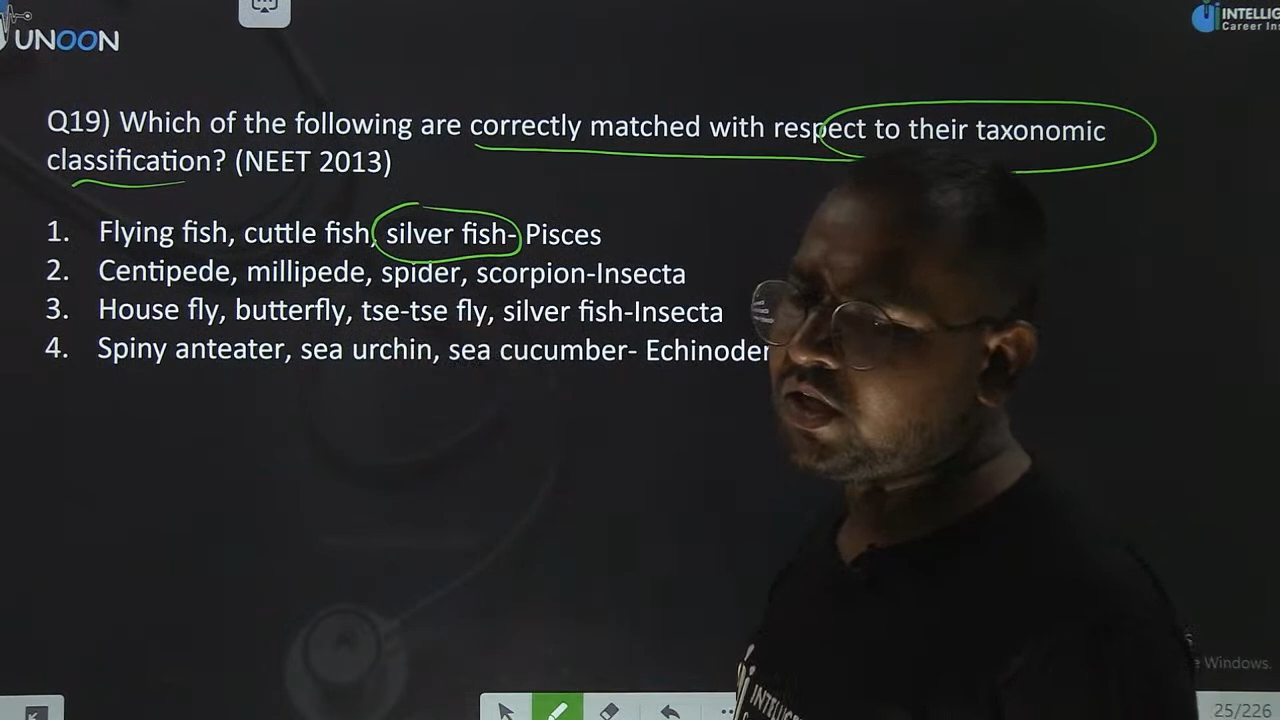 UNOON
INTELLIG
Career Ins
Q19) Which of the following are correctly matched with respect to their taxonomic
classification? (NEET 2013)
1. Flying fish, cuttle fish, silver fish- Pisces
2. Centipede, millipede, spider, scorpion-Insecta
3. House fly, butterfly, tse-tse fly, silver fish-Insecta
4. Spiny anteater, sea urchin, sea cucumber- Echinoder
e Windows.
INTELLIGE
25/226